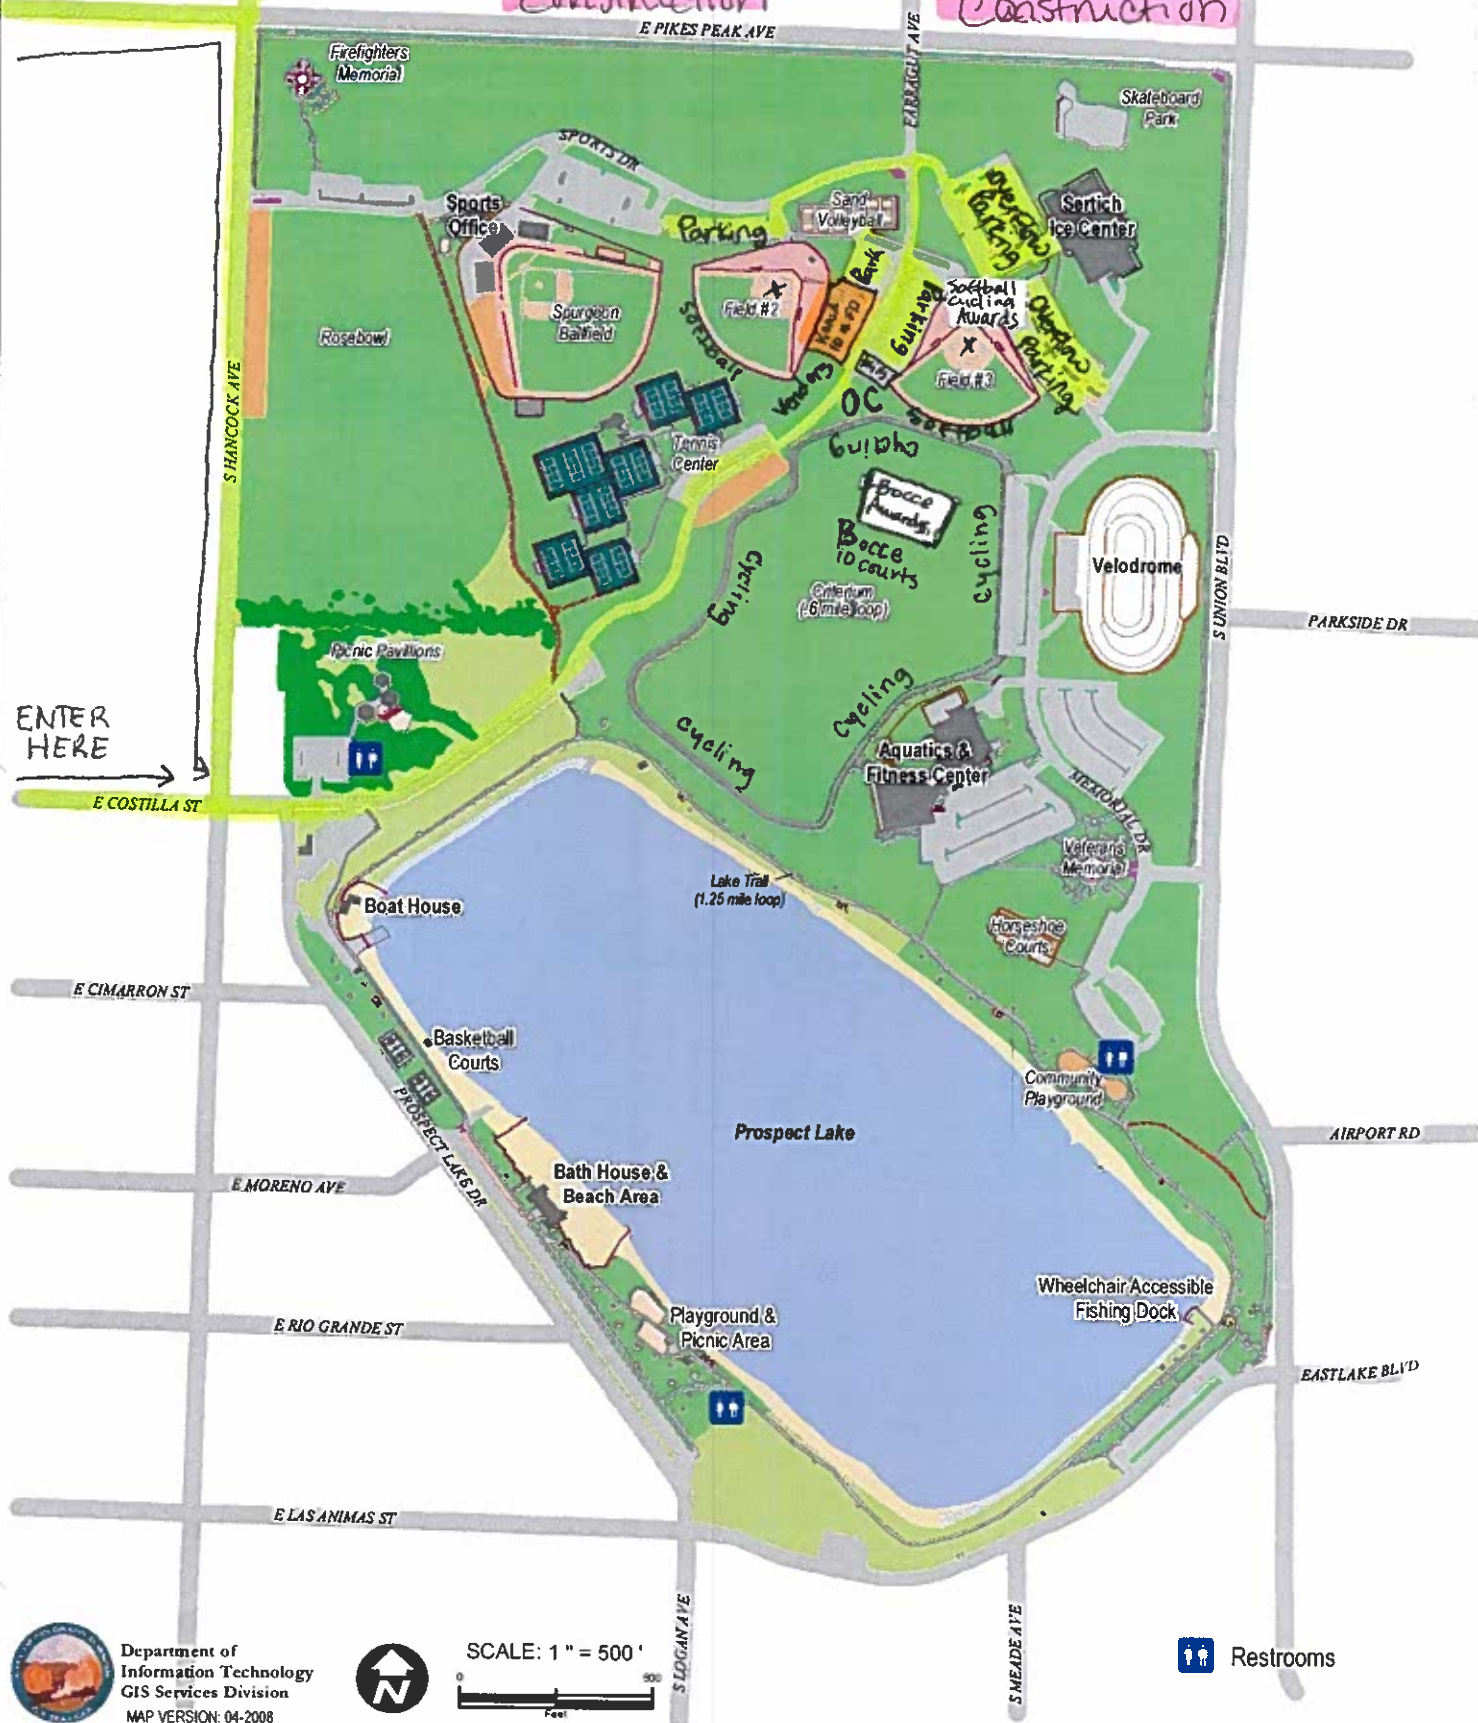 Construction
Construction
E PIKES PEAK AVE
Firefighters
Memorial
FARRAGUT AVE
Skateboard
Park
SPORTS DR
Sports
Office
Sand
Volleyball
Overflow
Parking
Sertich
Ice Center
Parking
Park
Parking
Softball
Cycling
Awards
Overflow
Parking
Field #2
X
Softball
Spurgeon
Ballfield
Rosebowl
S HANCOCK AVE
Vendors
X
Field #3
OC
Softball
Cycling
Tennis
Center
Bocce
Awards
Bocce
10 courts
Cycling
Cycling
Criterium
(.6 mile loop)
Velodrome
S UNION BLVD
PARKSIDE DR
Picnic Pavillions
ENTER
HERE
E COSTILLA ST
Cycling
Cycling
Aquatics &
Fitness Center
MEMORIAL DR
Veterans
Memorial
Lake Trail
(1.25 mile loop)
Boat House
Horseshoe
Courts
E CIMARRON ST
Basketball
Courts
Community
Playground
PROSPECT LAKE DR
Prospect Lake
AIRPORT RD
E MORENO AVE
Bath House &
Beach Area
Wheelchair Accessible
Fishing Dock
Playground &
Picnic Area
E RIO GRANDE ST
EASTLAKE BLVD
E LAS ANIMAS ST
S LOGAN AVE
S MEADE AVE
Department of
Information Technology
GIS Services Division
MAP VERSION: 04-2008
N
SCALE: 1 " = 500 '
0 500
Feet
Restrooms